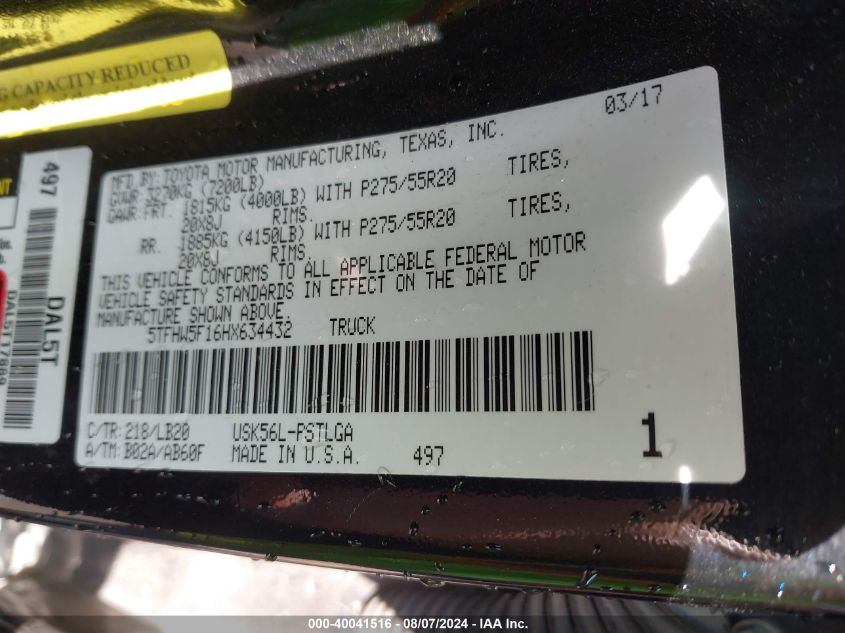 G CAPACITY REDUCED
497
DAL5T
03/17
MFD.BY:TOYOTA MOTOR MANUFACTURING, TEXAS, INC.
GVWR:3270KG (7200LB)
GAWR:FRT. 1815KG (4000LB) WITH P275/55R20 TIRES,
20X8J RIMS.
RR. 1885KG (4150LB) WITH P275/55R20 TIRES,
20X8J RIMS.
THIS VEHICLE CONFORMS TO ALL APPLICABLE FEDERAL MOTOR
VEHICLE SAFETY STANDARDS IN EFFECT ON THE DATE OF
MANUFACTURE SHOWN ABOVE.
5TFHW5F16HX634432 TRUCK
C/TR:218/LB20 USK56L-PSTLGA
A/TM:B02A/AB60F MADE IN U.S.A. 497
1
000-40041516 - 08/07/2024 - IAA Inc.